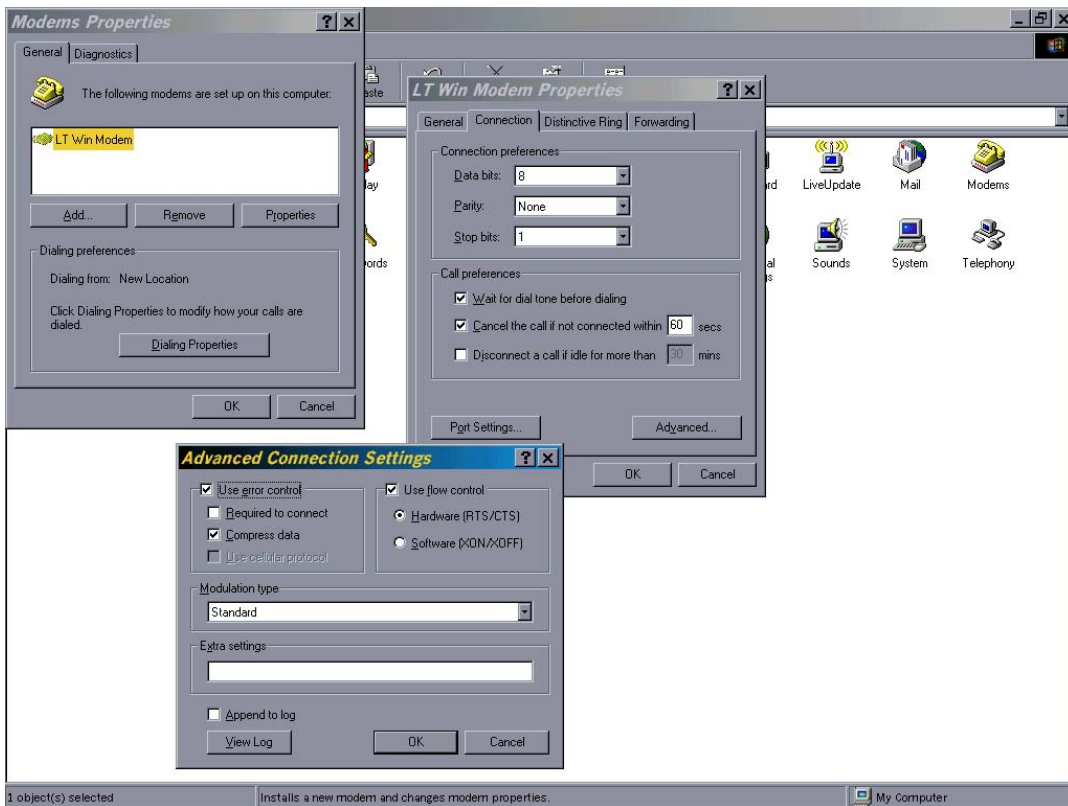 Modems Properties
General
Diagnostics
The following modems are set up on this computer:
LT Win Modem
Add...
Remove
Properties
Dialing preferences
Dialing from: New Location
Click Dialing Properties to modify how your calls are
dialed.
Dialing Properties
OK
Cancel
aste
LT Win Modem Properties
General
Connection
Distinctive Ring
Forwarding
Connection preferences
Data bits: 8
Parity: None
Stop bits: 1
Call preferences
Wait for dial tone before dialing
Cancel the call if not connected within 60 secs
Disconnect a call if idle for more than 30 mins
Port Settings...
Advanced...
OK
Cancel
lay
ords
rd
LiveUpdate
Mail
Modems
al
s
Sounds
System
Telephony
Advanced Connection Settings
Use error control
Required to connect
Compress data
Use cellular protocol
Use flow control
Hardware (RTS/CTS)
Software (XON/XOFF)
Modulation type
Standard
Extra settings
Append to log
View Log
OK
Cancel
1 object(s) selected
Installs a new modem and changes modem properties.
My Computer